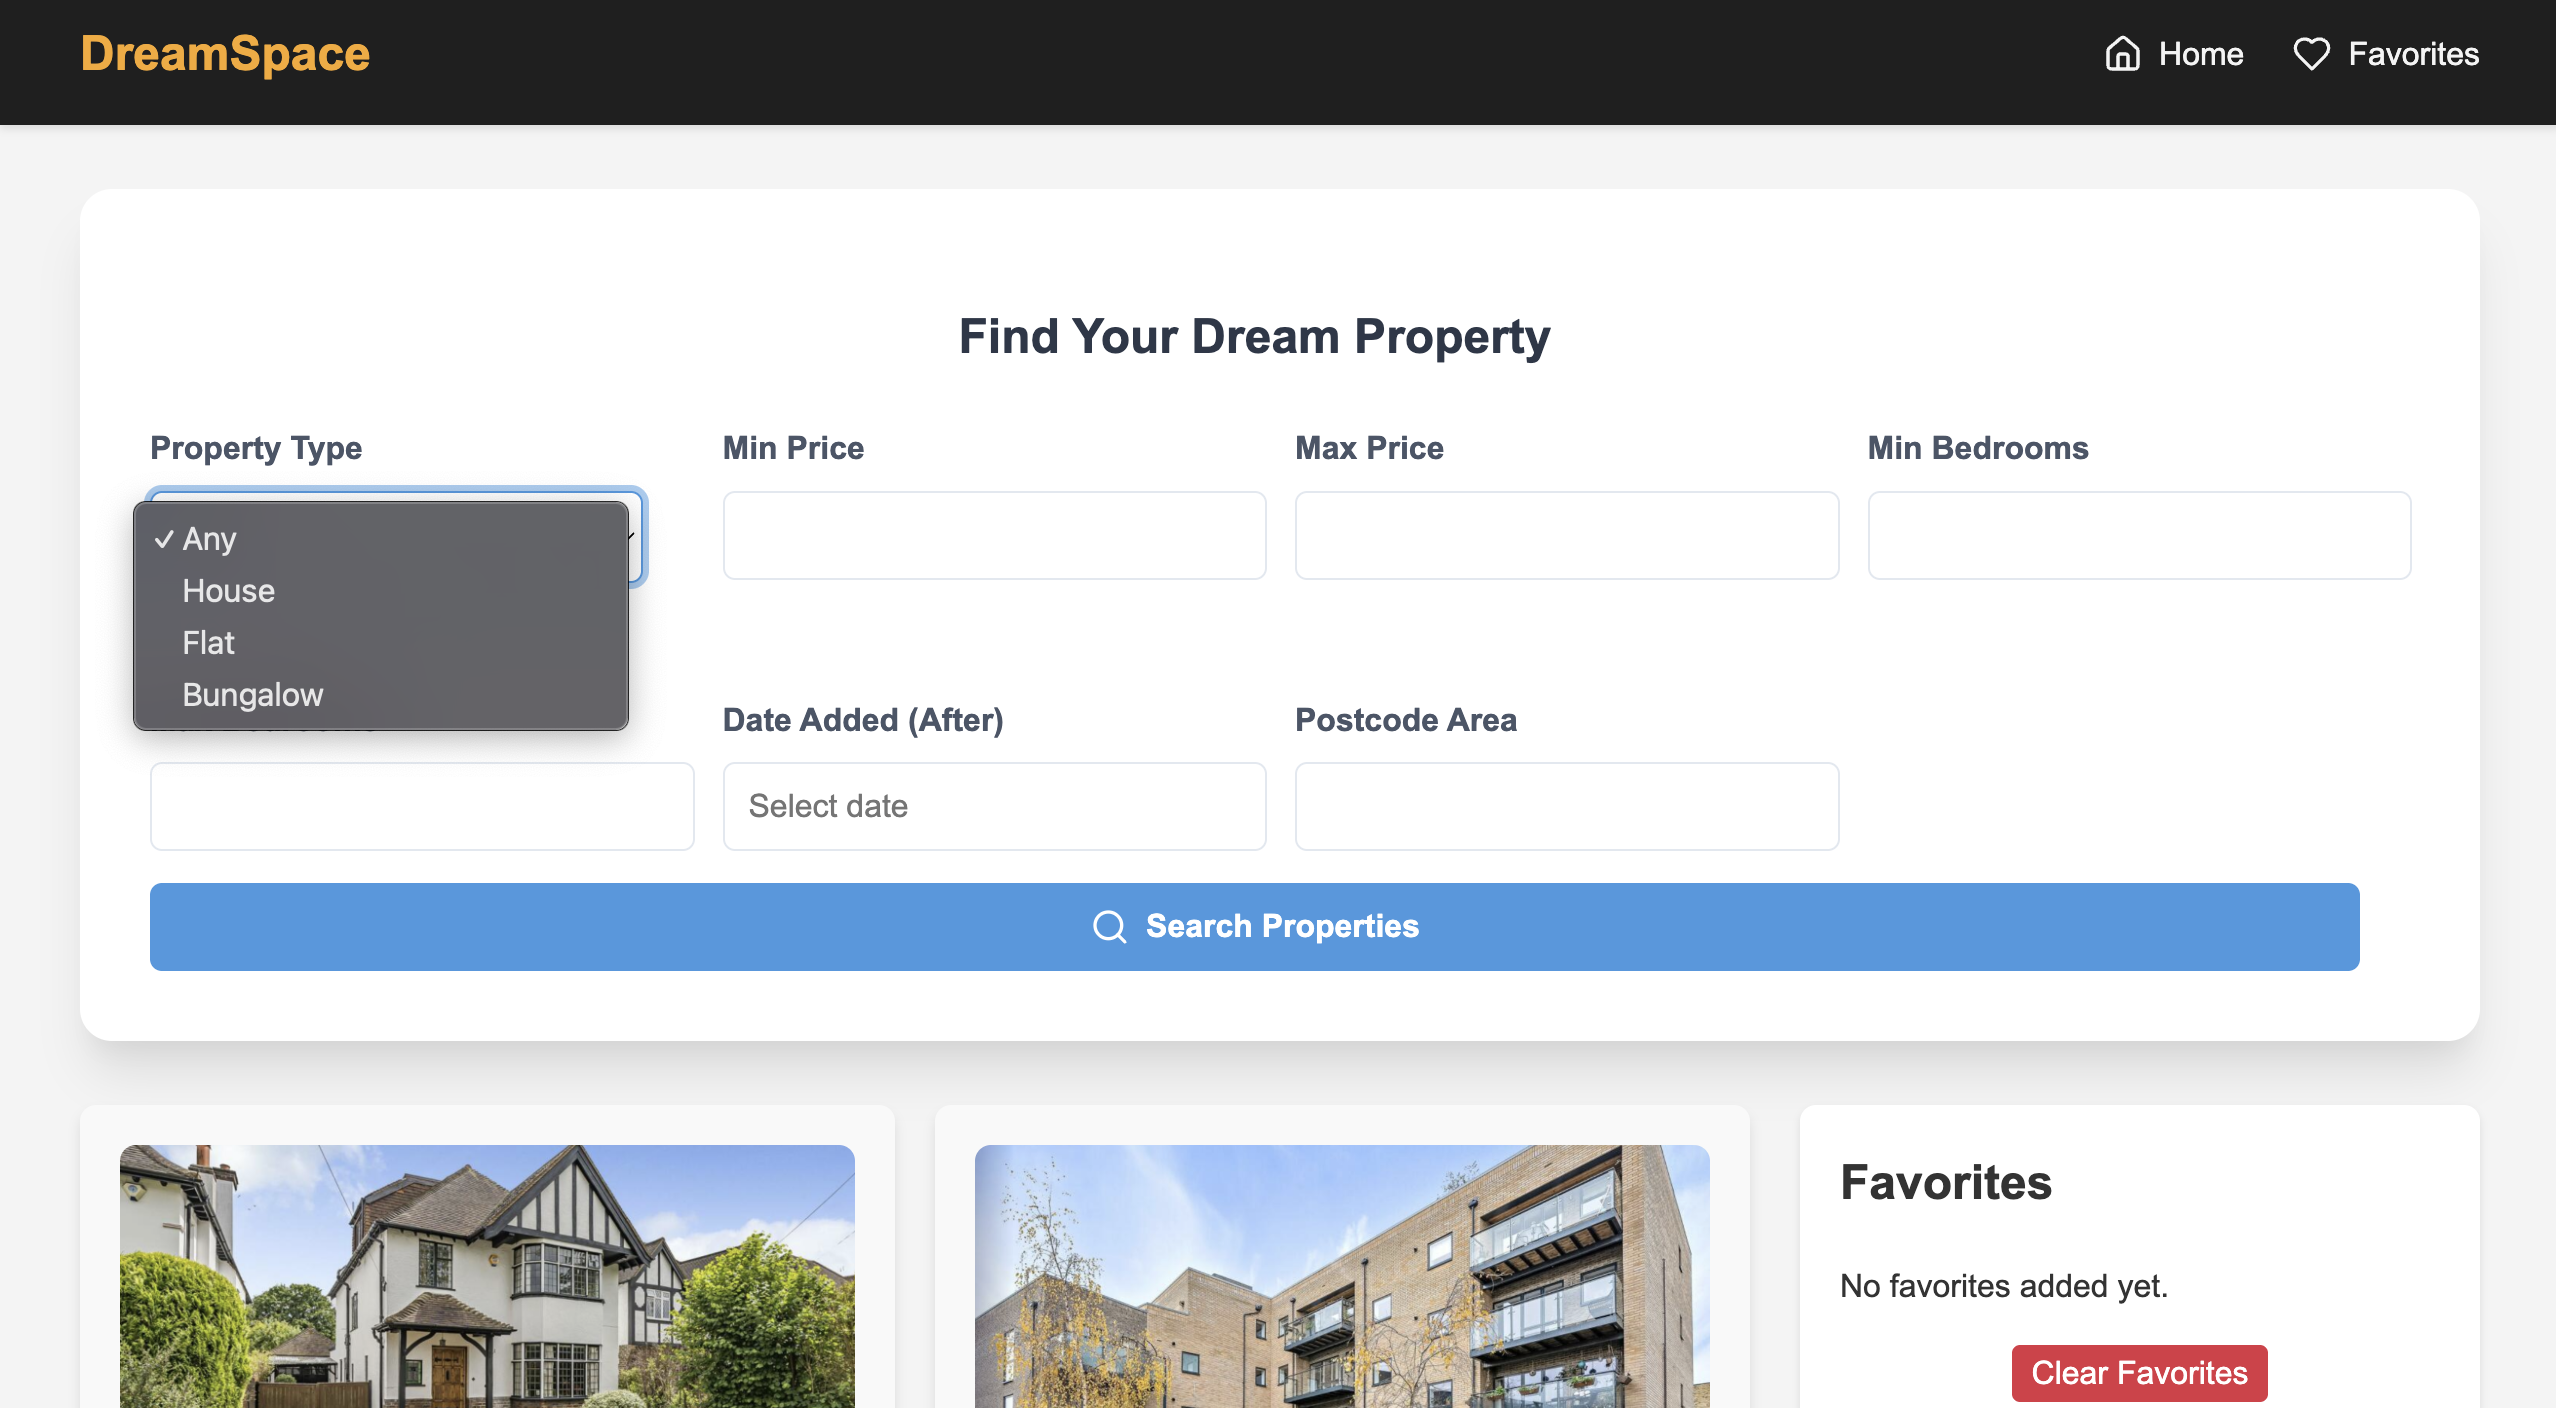 DreamSpace
Home
Favorites
Find Your Dream Property
Property Type
Min Price
Max Price
Min Bedrooms
✓ Any
House
Flat
Bungalow
Date Added (After)
Postcode Area
Select date
Search Properties
Favorites
No favorites added yet.
Clear Favorites